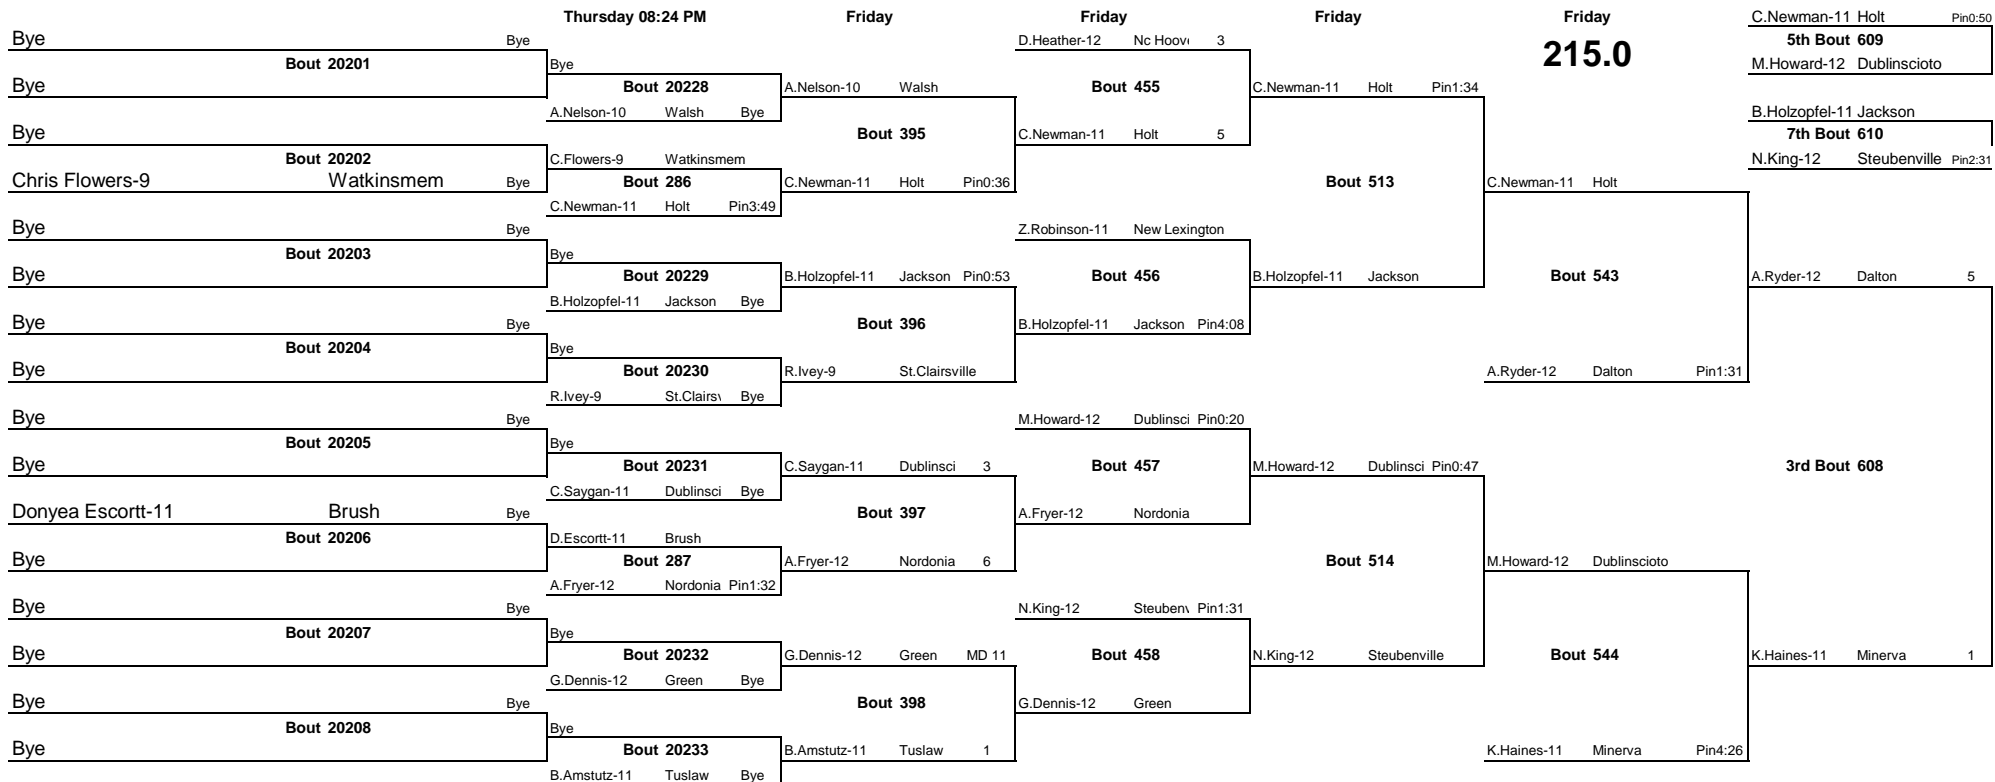 Thursday 08:24 PM Friday Friday Friday Friday C.Newman-11 Holt Pin0:50
Bye Bye D.Heather-12 Nc Hoov 3 215.0 5th Bout 609
Bout 20201 Bye M.Howard-12 Dublinscioto
Bye Bout 20228 A.Nelson-10 Walsh Bout 455 C.Newman-11 Holt Pin1:34
A.Nelson-10 Walsh Bye B.Holzopfel-11 Jackson
Bye Bout 395 C.Newman-11 Holt 5 7th Bout 610
Bout 20202 C.Flowers-9 Watkinsmem N.King-12 Steubenville Pin2:31
Chris Flowers-9 Watkinsmem Bye Bout 286 C.Newman-11 Holt Pin0:36 Bout 513 C.Newman-11 Holt
C.Newman-11 Holt Pin3:49
Bye Bye Z.Robinson-11 New Lexington
Bout 20203 Bye
Bye Bout 20229 B.Holzopfel-11 Jackson Pin0:53 Bout 456 B.Holzopfel-11 Jackson Bout 543 A.Ryder-12 Dalton 5
B.Holzopfel-11 Jackson Bye
Bye Bye Bout 396 B.Holzopfel-11 Jackson Pin4:08
Bout 20204 Bye
Bye Bout 20230 R.Ivey-9 St.Clairsville A.Ryder-12 Dalton Pin1:31
R.Ivey-9 St.Clairs Bye
Bye Bye M.Howard-12 Dublinsci Pin0:20
Bout 20205 Bye
Bye Bout 20231 C.Saygan-11 Dublinsci 3 Bout 457 M.Howard-12 Dublinsci Pin0:47 3rd Bout 608
C.Saygan-11 Dublinsci Bye
Donyea Escortt-11 Brush Bye Bout 397 A.Fryer-12 Nordonia
Bout 20206 D.Escortt-11 Brush
Bye Bout 287 A.Fryer-12 Nordonia 6 Bout 514 M.Howard-12 Dublinscioto
A.Fryer-12 Nordonia Pin1:32
Bye Bye N.King-12 Steuben Pin1:31
Bout 20207 Bye
Bye Bout 20232 G.Dennis-12 Green MD 11 Bout 458 N.King-12 Steubenville Bout 544 K.Haines-11 Minerva 1
G.Dennis-12 Green Bye
Bye Bye Bout 398 G.Dennis-12 Green
Bout 20208 Bye
Bye Bout 20233 B.Amstutz-11 Tuslaw 1 K.Haines-11 Minerva Pin4:26
B.Amstutz-11 Tuslaw Bye